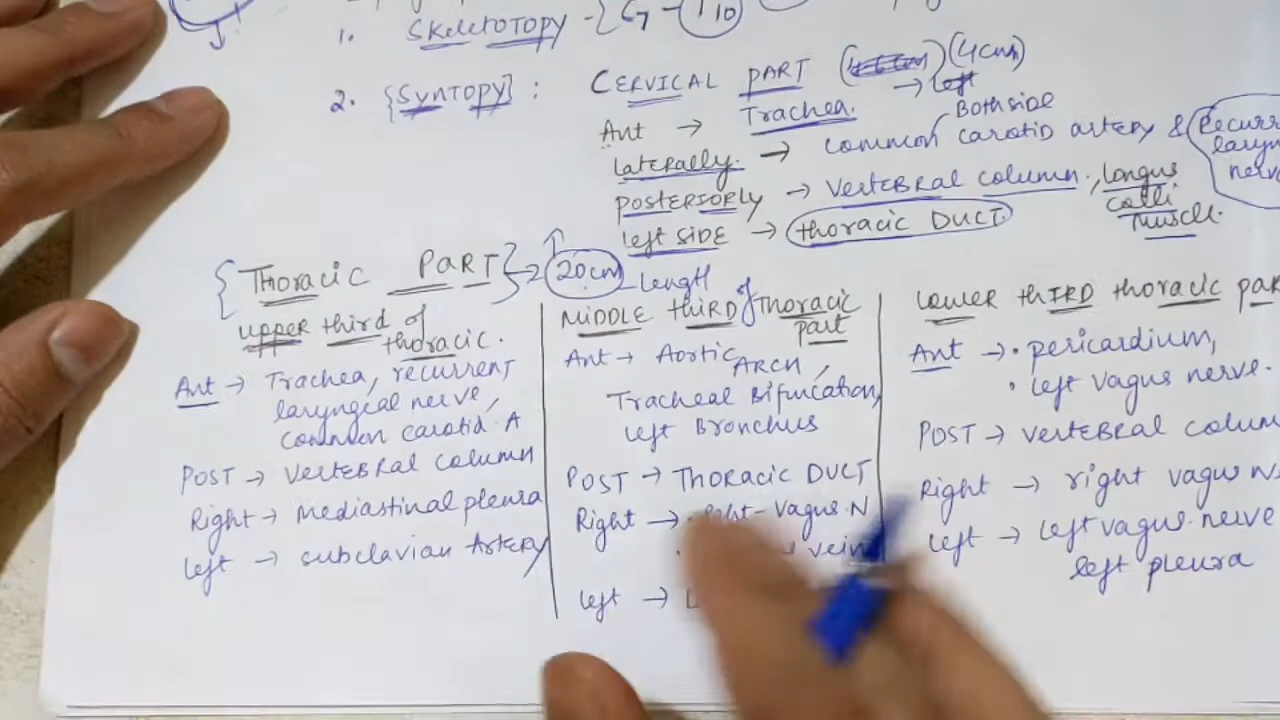 1. SKELETOTOPY - { C7 - T10
2. {SYNTOPY} : CERVICAL PART (4cm)
→ left
Ant → Trachea.
Both side
laterally. → common carotid artery & Recurr
laryn
nerv
POSTERIORLY → VERTEBRAL column. , longus
colli
muscle.
left SIDE → thoracic DUCT.
{ THORACIC PART } → 20cm length
upper third of
thoracic.
Ant → Trachea, recurrent
laryngeal nerve,
common carotid A
POST → VERTEBRAL column
Right → Mediastinal pleura
left → subclavian Artery
MIDDLE third of Thoracic
part
Ant → Aortic ARCH ,
Tracheal Bifurcation,
left Bronchus
POST → Thoracic DUCT
Right → Vagus. N
vein
left → L
lower thIRD thoracic par
Ant → • pericardium,
• left vagus nerve.
POST → VERTEBRAL colum
Right → right vagus N
left → left vagus nerve
left pleura